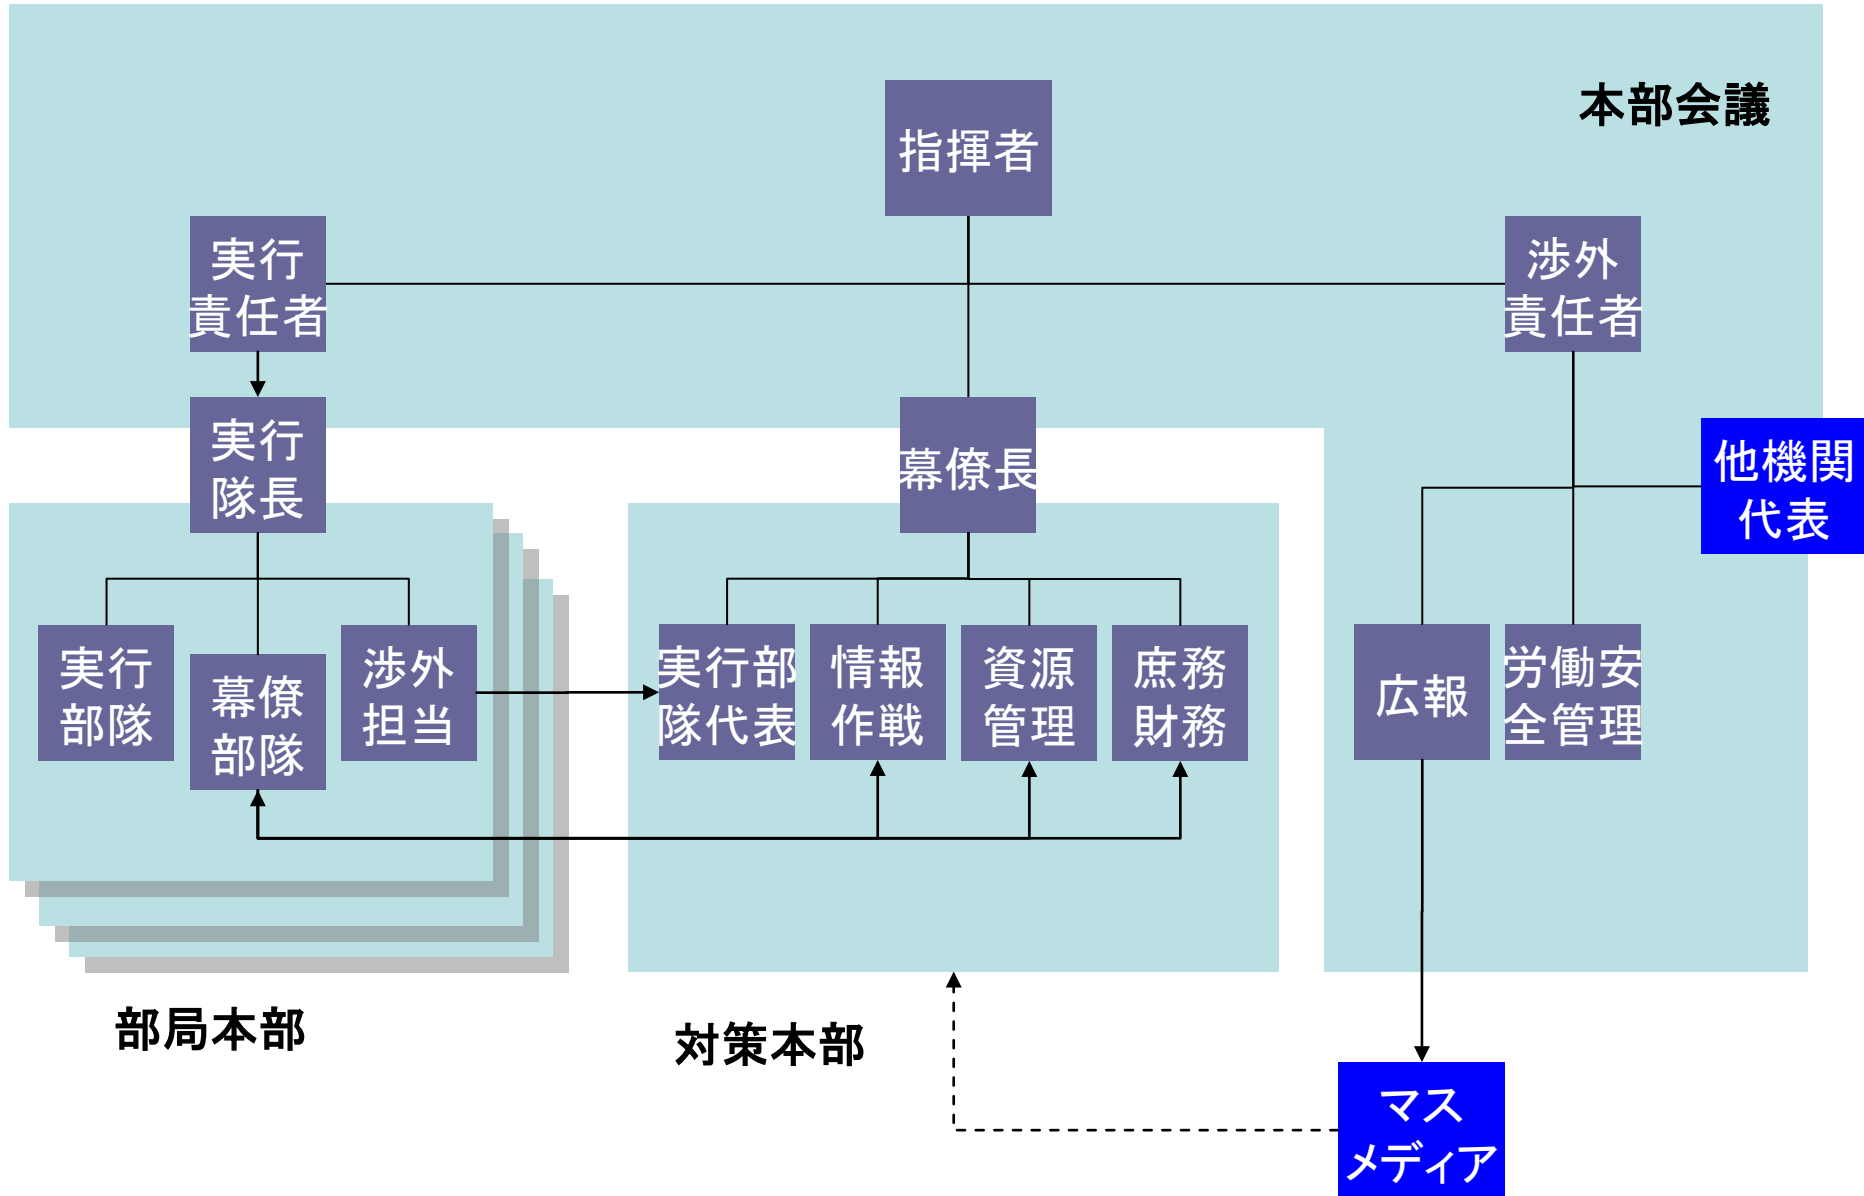 本部会議
指揮者
実行
責任者
渉外
責任者
実行
隊長
幕僚長
他機関
代表
実行
部隊
幕僚
部隊
渉外
担当
実行部
隊代表
情報
作戦
資源
管理
庶務
財務
広報
労働安
全管理
部局本部
対策本部
マス
メディア